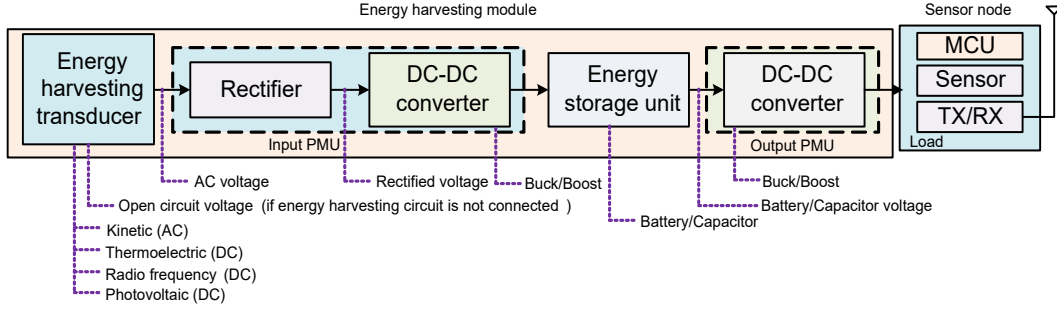 Energy harvesting module
Sensor node
Energy
harvesting
transducer
Rectifier
DC-DC
converter
Input PMU
Energy
storage unit
DC-DC
converter
Output PMU
MCU
Sensor
TX/RX
Load
AC voltage
Rectified voltage
Buck/Boost
Buck/Boost
Open circuit voltage (if energy harvesting circuit is not connected )
Battery/Capacitor voltage
Battery/Capacitor
Kinetic (AC)
Thermoelectric (DC)
Radio frequency (DC)
Photovoltaic (DC)